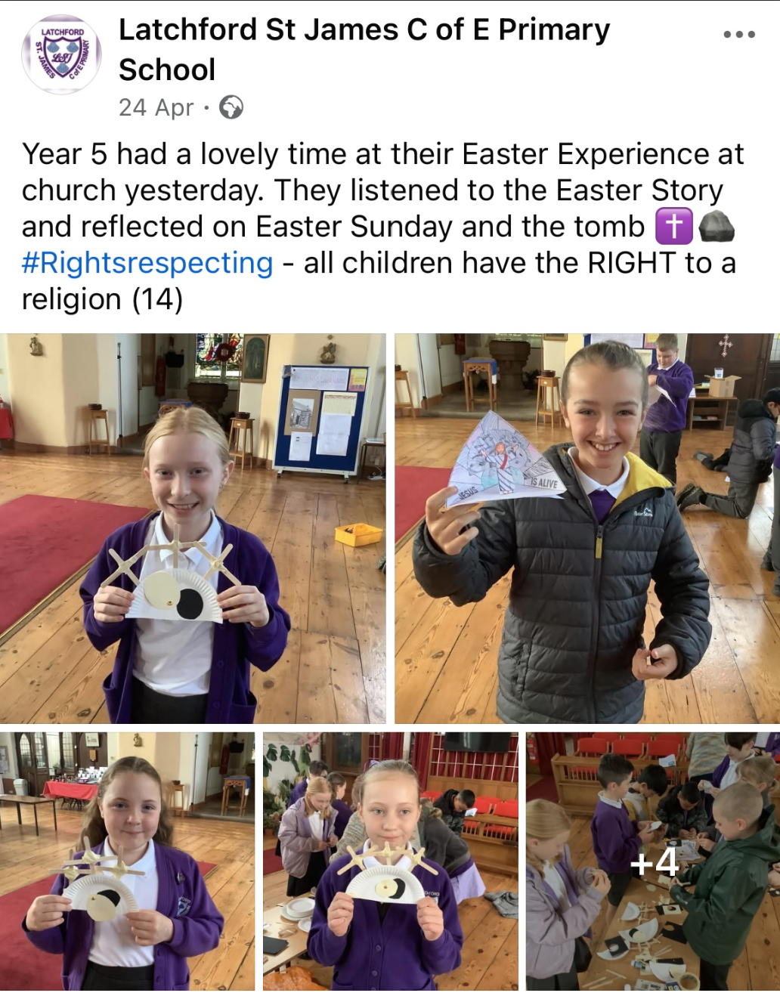 LATCHFORD
ST. JAMES
C of E PRIMARY
LSJ
Latchford St James C of E Primary
School
24 Apr ·
•••
Year 5 had a lovely time at their Easter Experience at
church yesterday. They listened to the Easter Story
and reflected on Easter Sunday and the tomb ✝️🪨
#Rightsrespecting - all children have the RIGHT to a
religion (14)
JESUS
IS ALIVE
+4